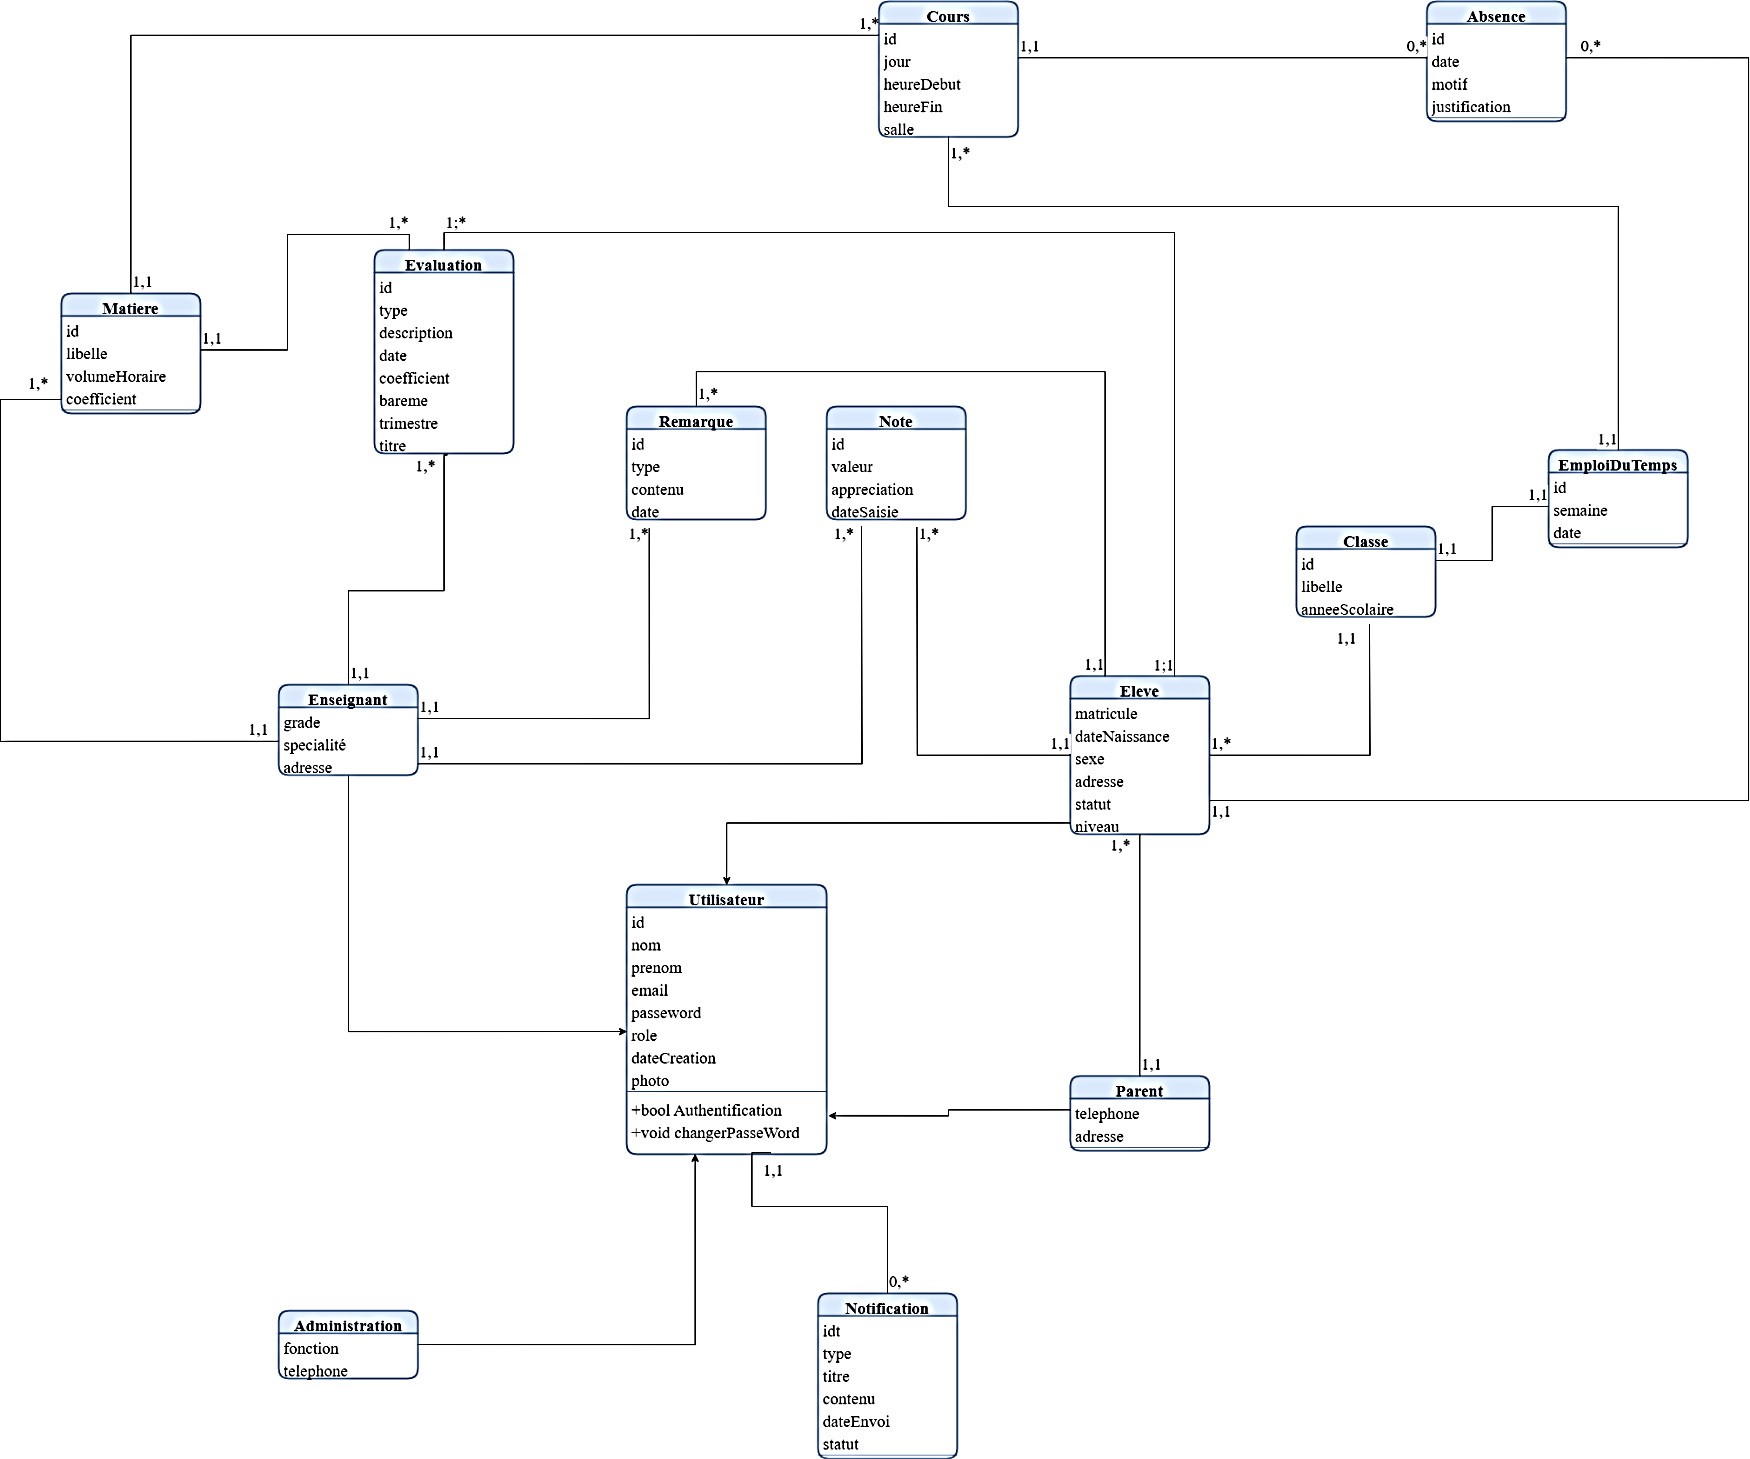 Cours
id
jour
heureDebut
heureFin
salle
1,*
1,1
1,*
Absence
id
date
motif
justification
0,*
0,*
Matiere
id
libelle
volumeHoraire
coefficient
1,1
1,1
1,*
Evaluation
id
type
description
date
coefficient
bareme
trimestre
titre
1,*
1;*
1,*
Remarque
id
type
contenu
date
1,*
1,*
Note
id
valeur
appreciation
dateSaisie
1,*
1,*
EmploiDuTemps
id
semaine
date
1,1
1,1
Classe
id
libelle
anneeScolaire
1,1
1,1
Enseignant
grade
specialité
adresse
1,1
1,1
1,1
1,1
Eleve
matricule
dateNaissance
sexe
adresse
statut
niveau
1,1
1;1
1,1
1,*
1,1
1,*
Utilisateur
id
nom
prenom
email
passeword
role
dateCreation
photo
+bool Authentification
+void changerPasseWord
1,1
Parent
telephone
adresse
1,1
Administration
fonction
telephone
Notification
idt
type
titre
contenu
dateEnvoi
statut
0,*